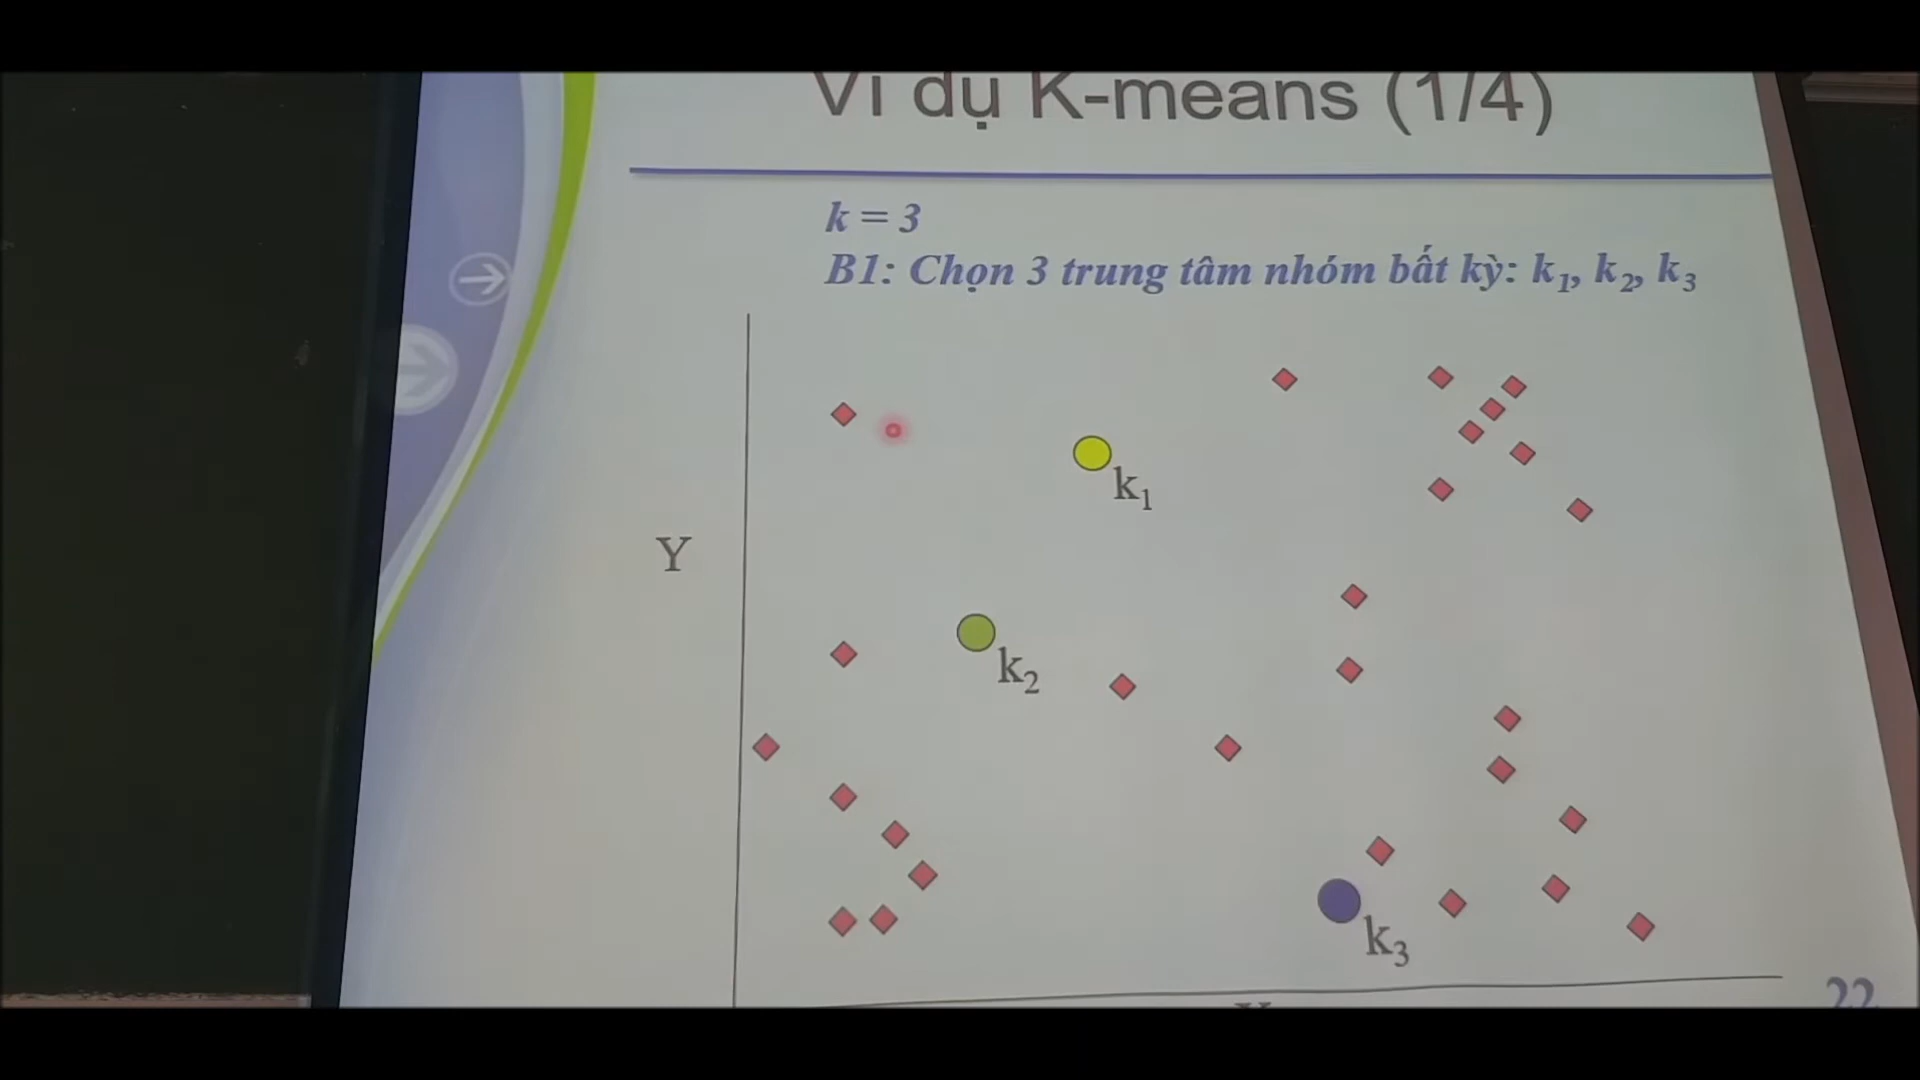 Ví dụ K-means (1/4)
k = 3
B1: Chọn 3 trung tâm nhóm bất kỳ: k1, k2, k3
k1
Y
k2
k3
22